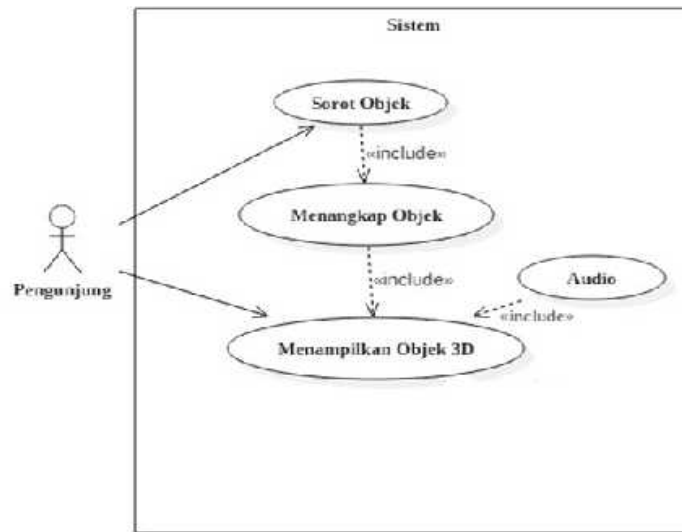 Sistem
Sorot Objek
«include»
Menangkap Objek
«include»
Audio
«include»
Pengunjung
Menampilkan Objek 3D